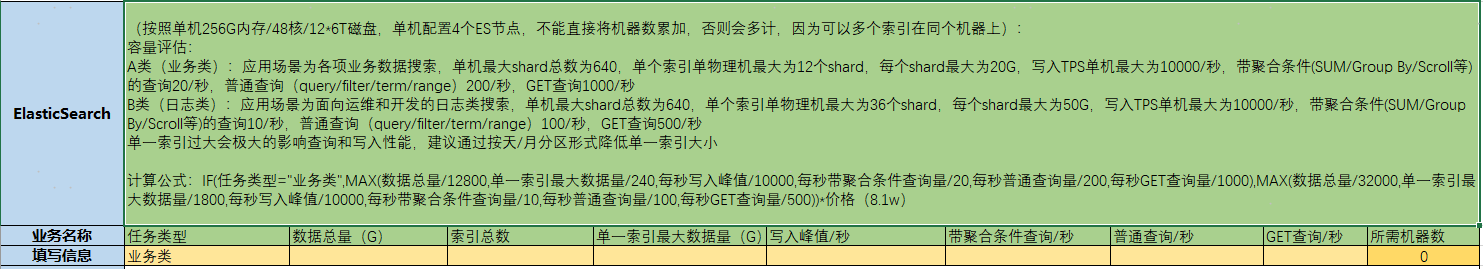 ElasticSearch
(按照单机256G内存/48核/12*6T磁盘，单机配置4个ES节点，不能直接将机器数累加，否则会多计，因为可以多个索引在同个机器上）：
容量评估：
A类（业务类）：应用场景为各项业务数据搜索，单机最大shard总数为640，单个索引单物理机最大为12个shard，每个shard最大为20G，写入TPS单机最大为10000/秒，带聚合条件(SUM/Group By/Scroll等)
的查询20/秒，普通查询（query/filter/term/range）200/秒，GET查询1000/秒
B类（日志类）：应用场景为面向运维和开发的日志类搜索，单机最大shard总数为640，单个索引单物理机最大为36个shard，每个shard最大为50G，写入TPS单机最大为10000/秒，带聚合条件(SUM/Group
By/Scroll等)的查询10/秒，普通查询（query/filter/term/range）100/秒，GET查询500/秒
单一索引过大会极大的影响查询和写入性能，建议通过按天/月分区形式降低单一索引大小
计算公式：IF(任务类型="业务类",MAX(数据总量/12800,单一索引最大数据量/240,每秒写入峰值/10000,每秒带聚合条件查询量/20,每秒普通查询量/200,每秒GET查询量/1000),MAX(数据总量/32000,单一索引最
大数据量/1800,每秒写入峰值/10000,每秒带聚合条件查询量/10,每秒普通查询量/100,每秒GET查询量/500))*价格（8.1w）
业务名称 任务类型 数据总量（G） 索引总数 单一索引最大数据量（G） 写入峰值/秒 带聚合条件查询/秒 普通查询/秒 GET查询/秒 所需机器数
填写信息 业务类 0